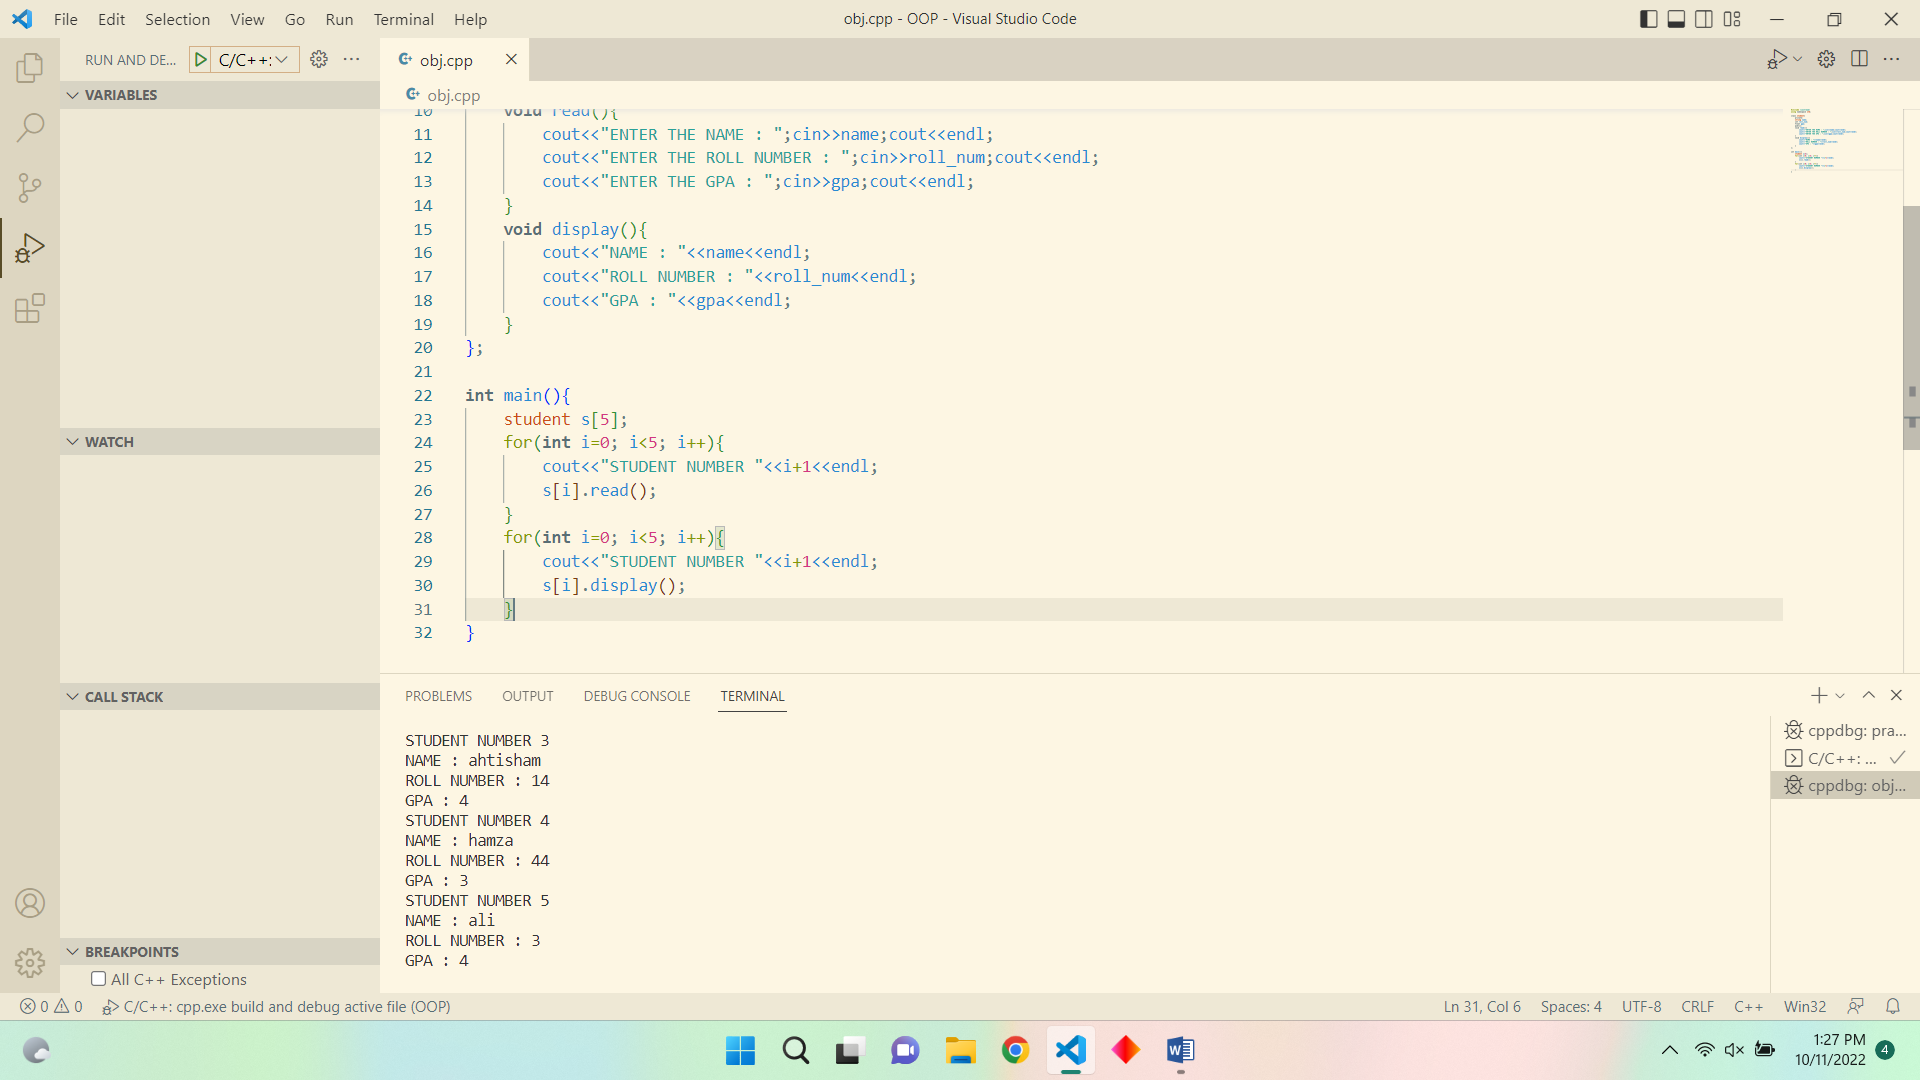 File Edit Selection View Go Run Terminal Help
obj.cpp - OOP - Visual Studio Code
RUN AND DE... C/C++:
obj.cpp
obj.cpp
VARIABLES
WATCH
CALL STACK
BREAKPOINTS
All C++ Exceptions
10 void read(){
11 cout<<"ENTER THE NAME : ";cin>>name;cout<<endl;
12 cout<<"ENTER THE ROLL NUMBER : ";cin>>roll_num;cout<<endl;
13 cout<<"ENTER THE GPA : ";cin>>gpa;cout<<endl;
14 }
15 void display(){
16 cout<<"NAME : "<<name<<endl;
17 cout<<"ROLL NUMBER : "<<roll_num<<endl;
18 cout<<"GPA : "<<gpa<<endl;
19 }
20 };
21
22 int main(){
23 student s[5];
24 for(int i=0; i<5; i++){
25 cout<<"STUDENT NUMBER "<<i+1<<endl;
26 s[i].read();
27 }
28 for(int i=0; i<5; i++){
29 cout<<"STUDENT NUMBER "<<i+1<<endl;
30 s[i].display();
31 }
32 }
PROBLEMS OUTPUT DEBUG CONSOLE TERMINAL
STUDENT NUMBER 3
NAME : ahtisham
ROLL NUMBER : 14
GPA : 4
STUDENT NUMBER 4
NAME : hamza
ROLL NUMBER : 44
GPA : 3
STUDENT NUMBER 5
NAME : ali
ROLL NUMBER : 3
GPA : 4
cppdbg: pra...
C/C++: ...
cppdbg: obj...
0 0 C/C++: cpp.exe build and debug active file (OOP)
Ln 31, Col 6 Spaces: 4 UTF-8 CRLF C++ Win32
1:27 PM
10/11/2022
4